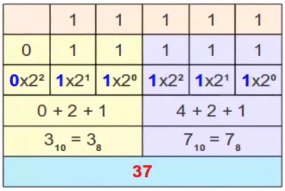 1 1 1 1 1
0 1 1 1 1 1
0x2² 1x2¹ 1x2⁰ 1x2² 1x2¹ 1x2⁰
0 + 2 + 1 4 + 2 + 1
3₁₀ = 3₈ 7₁₀ = 7₈
37